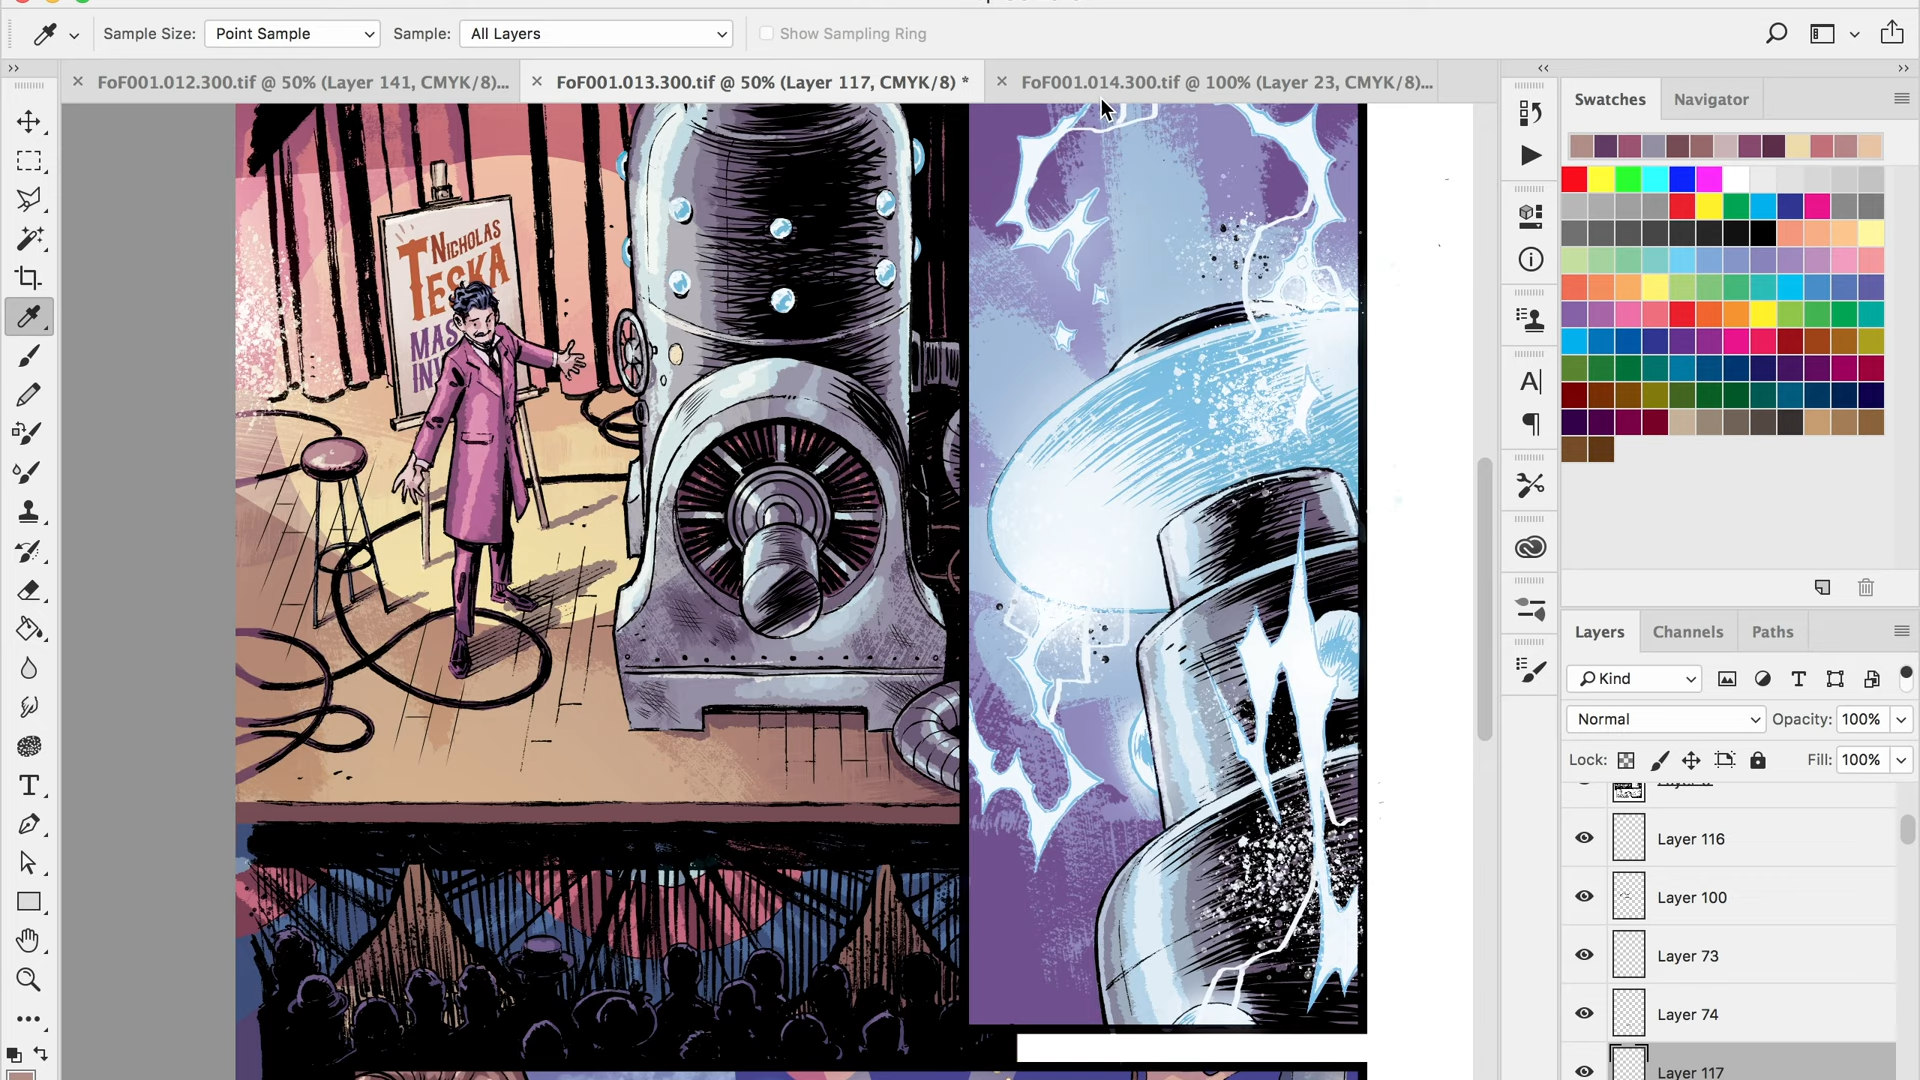 Sample Size: Point Sample Sample: All Layers Show Sampling Ring
FoF001.012.300.tif @ 50% (Layer 141, CMYK/8)...
FoF001.013.300.tif @ 50% (Layer 117, CMYK/8) *
FoF001.014.300.tif @ 100% (Layer 23, CMYK/8)...
Swatches Navigator
NICHOLAS
TESKA
MAS
IN
Layers Channels Paths
Kind
Normal Opacity: 100%
Lock: Fill: 100%
Layer 116
Layer 100
Layer 73
Layer 74
Layer 117